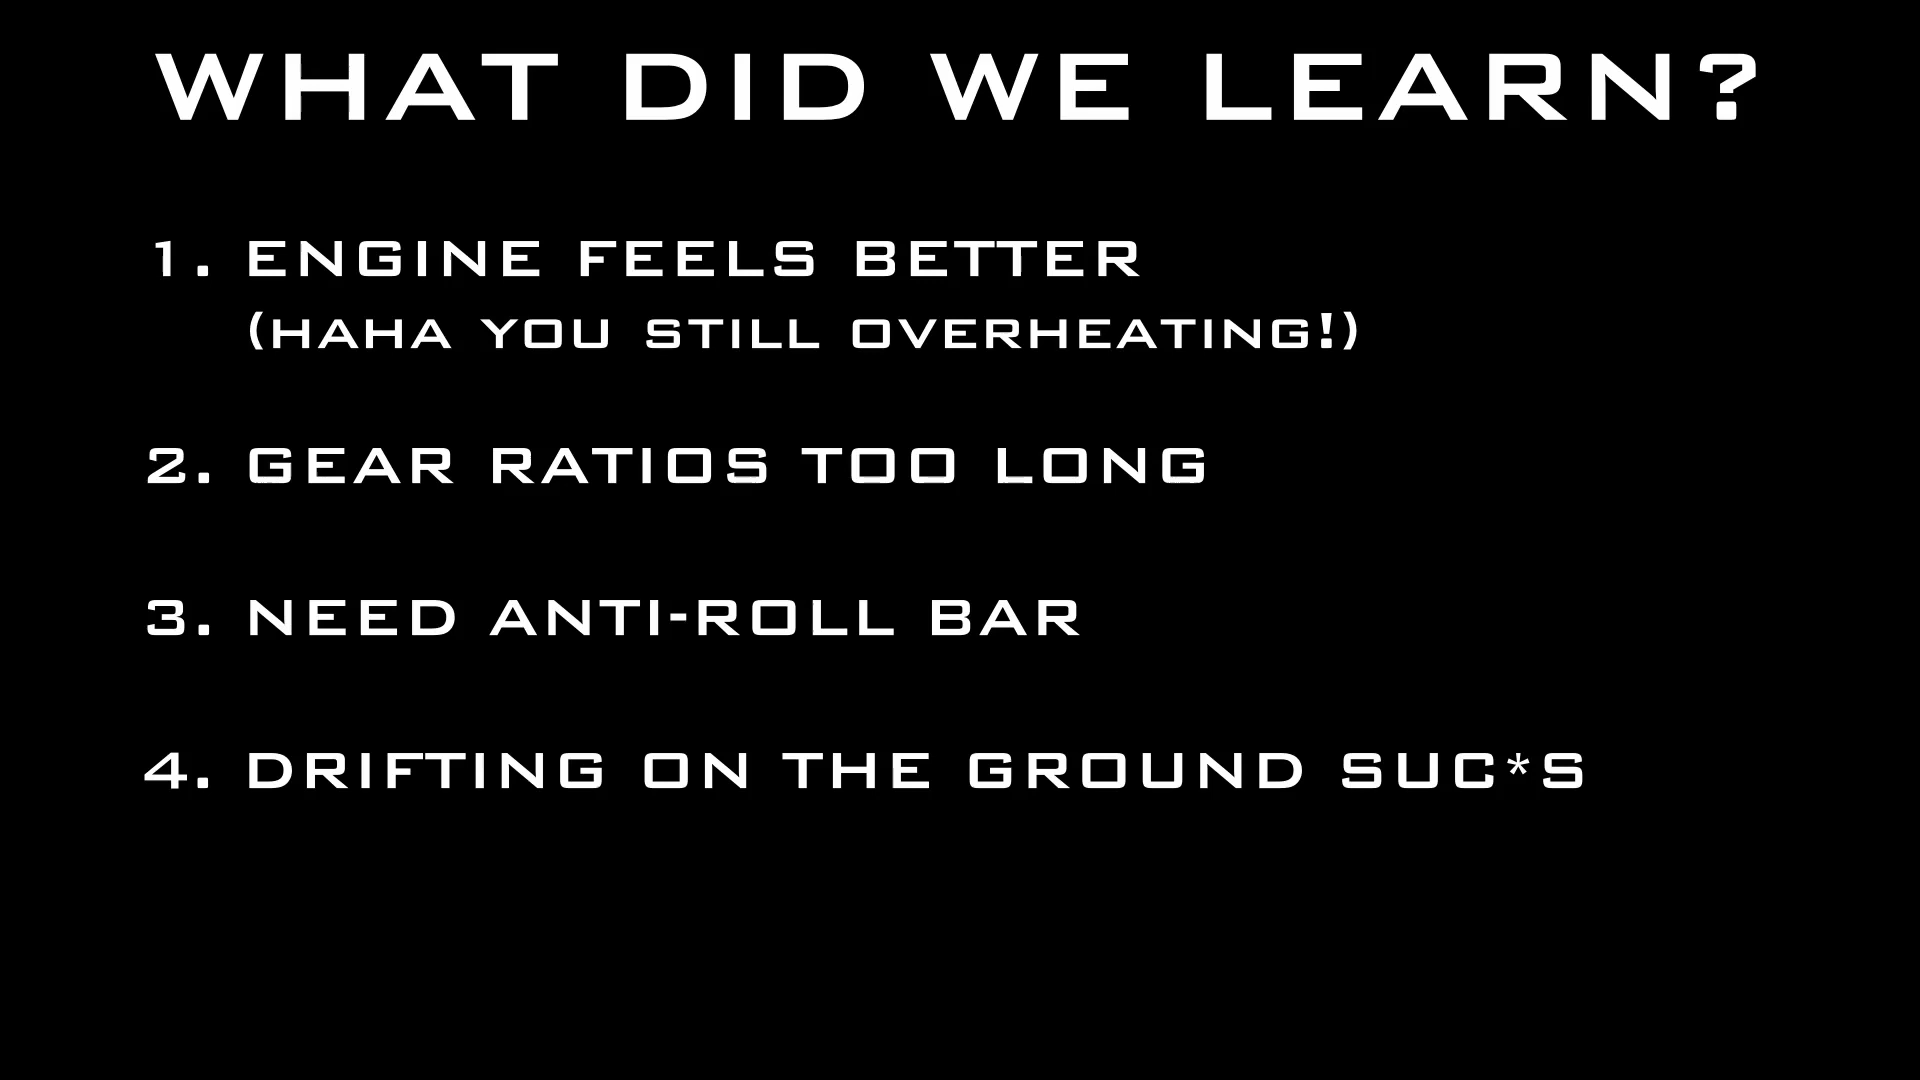 WHAT DID WE LEARN?
1. ENGINE FEELS BETTER
(HAHA YOU STILL OVERHEATING!)
2. GEAR RATIOS TOO LONG
3. NEED ANTI-ROLL BAR
4. DRIFTING ON THE GROUND SUC*S